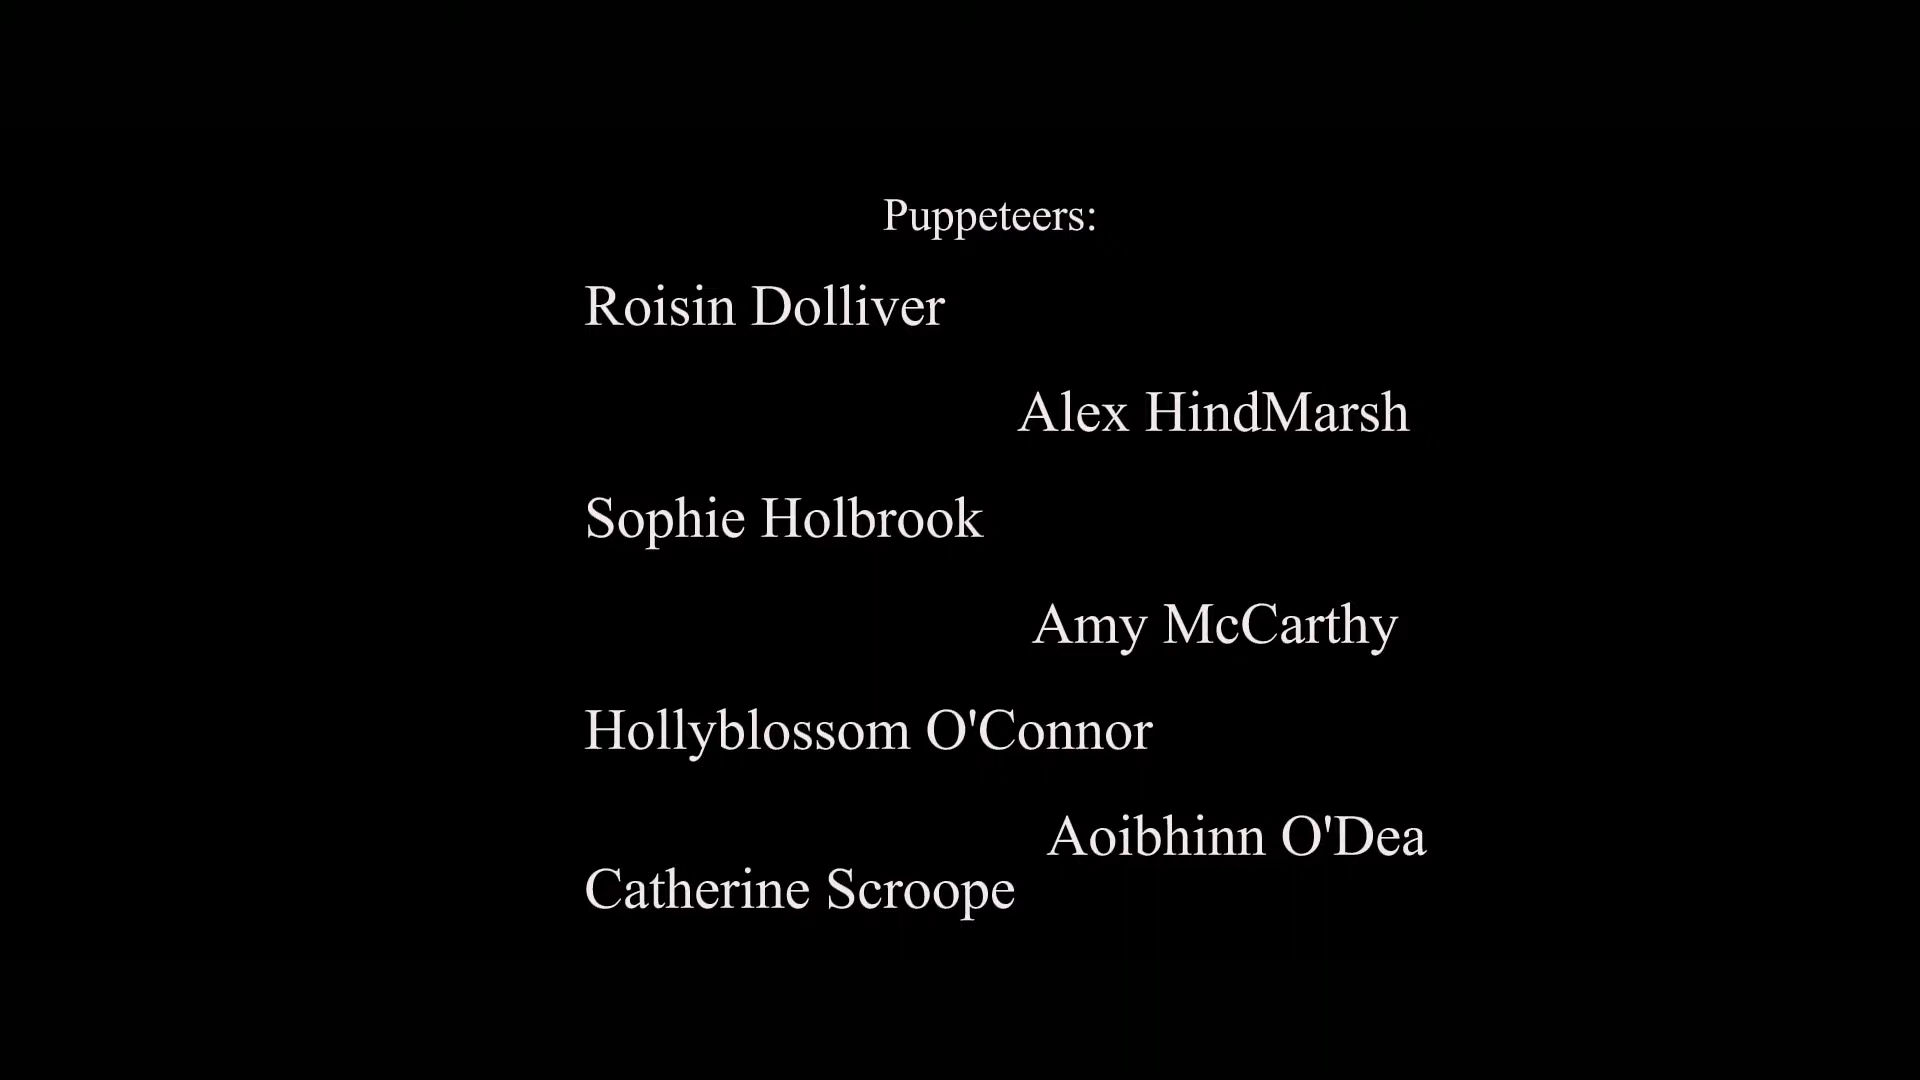 Puppeteers:
Roisin Dolliver
Alex HindMarsh
Sophie Holbrook
Amy McCarthy
Hollyblossom O'Connor
Aoibhinn O'Dea
Catherine Scroope